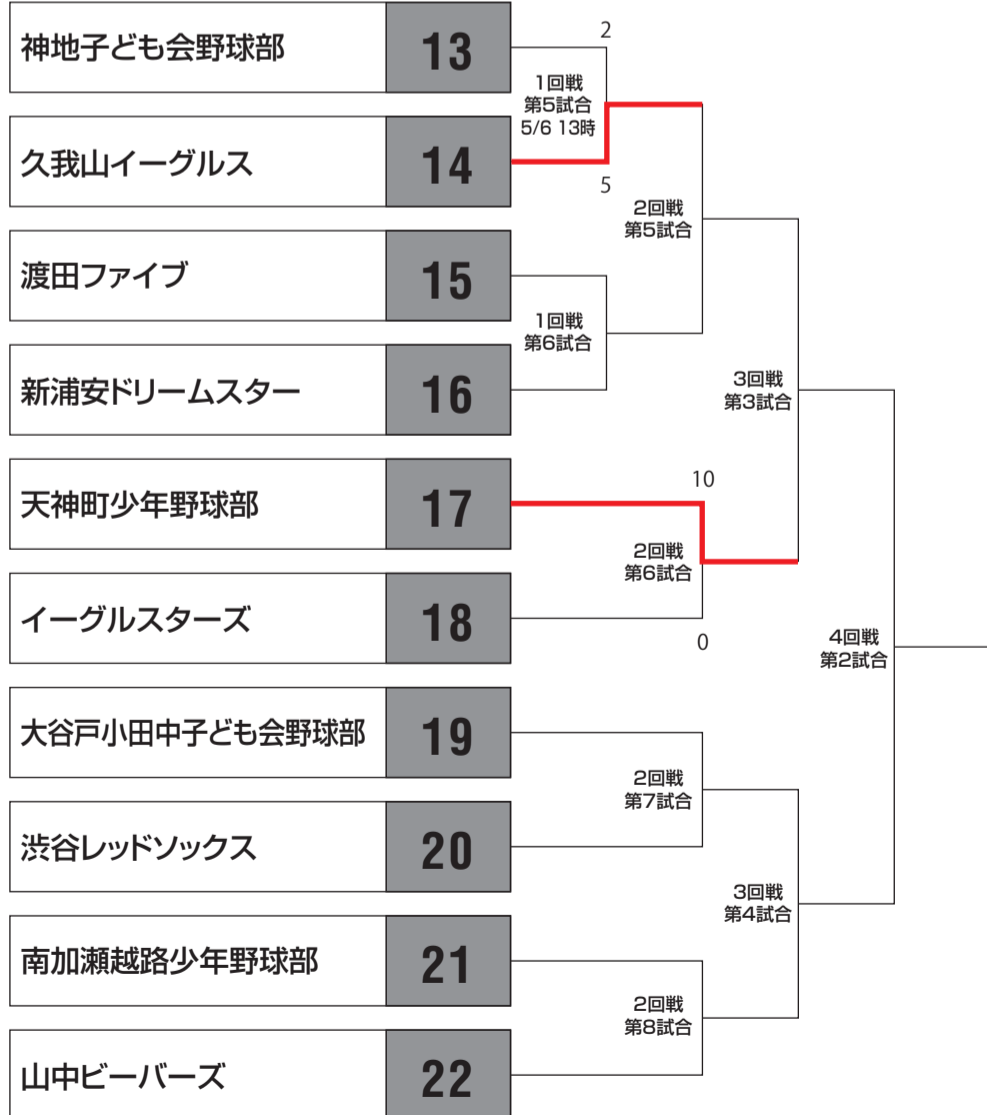 神地子ども会野球部 13
久我山イーグルス 14
渡田ファイブ 15
新浦安ドリームスター 16
天神町少年野球部 17
イーグルスターズ 18
大谷戸小田中子ども会野球部 19
渋谷レッドソックス 20
南加瀬越路少年野球部 21
山中ビーバーズ 22
2
1回戦
第5試合
5/6 13時
5
1回戦
第6試合
2回戦
第5試合
10
2回戦
第6試合
0
2回戦
第7試合
2回戦
第8試合
3回戦
第3試合
3回戦
第4試合
4回戦
第2試合